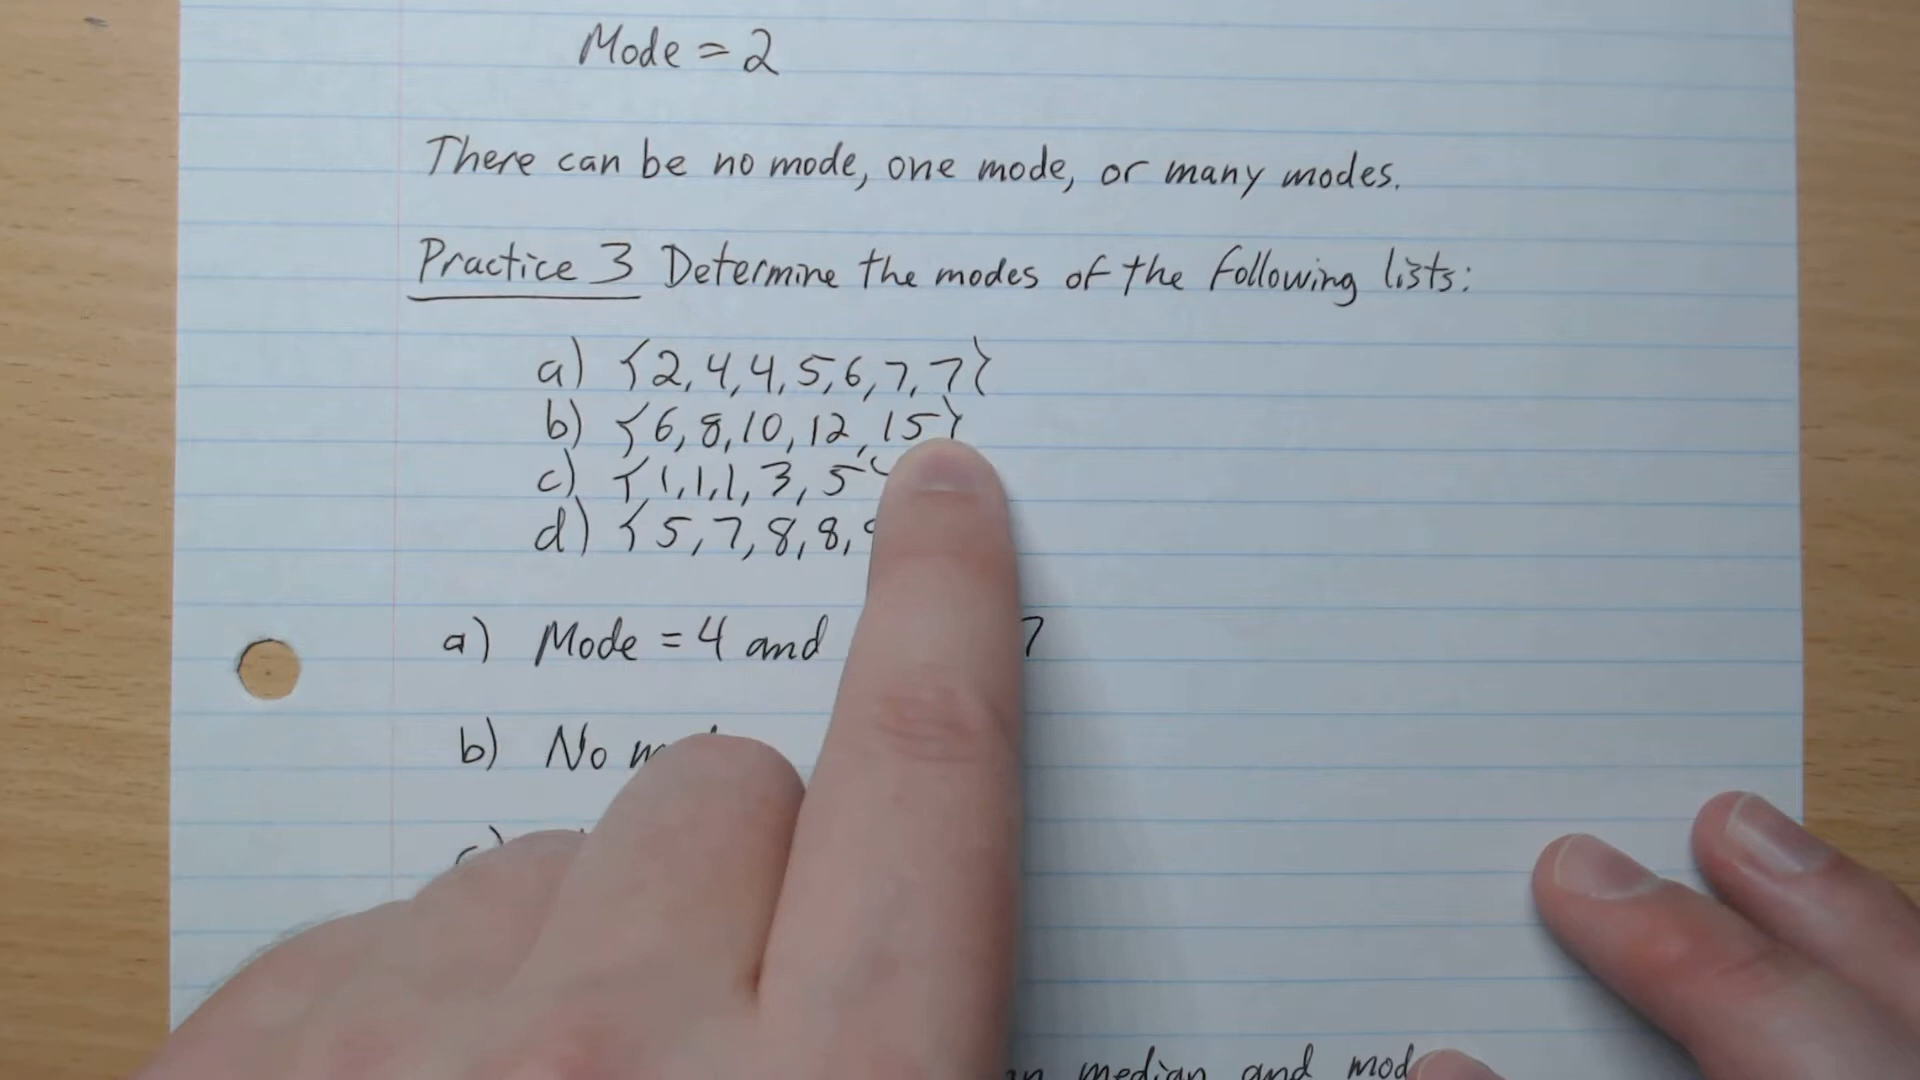 Mode = 2
There can be no mode, one mode, or many modes.
Practice 3 Determine the modes of the following lists:
a) {2,4,4,5,6,7,7}
b) {6,8,10,12,15}
c) {1,1,1,3,5
d) {5,7,8,8,
a) Mode = 4 and 7
b) No
c)
median and